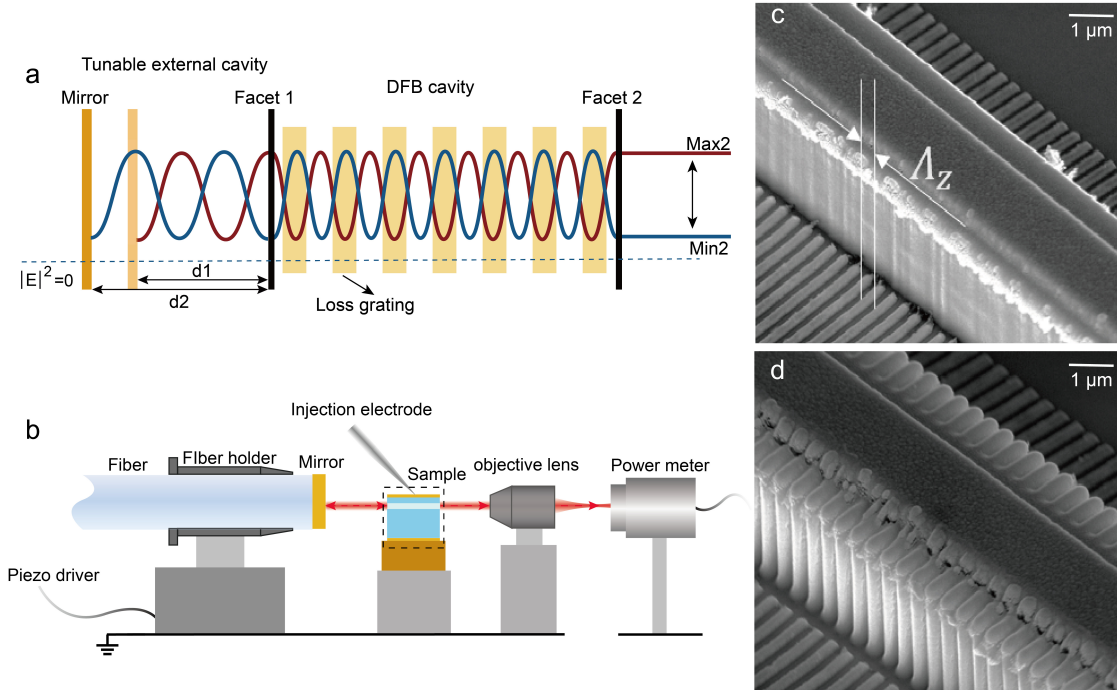 a
Tunable external cavity
DFB cavity
Mirror
Facet 1
Facet 2
Max2
Min2
|E|²=0
d1
d2
Loss grating
b
Injection electrode
Fiber
FIber holder
Mirror
Sample
objective lens
Power meter
Piezo driver
c
1 µm
Λz
d
1 µm